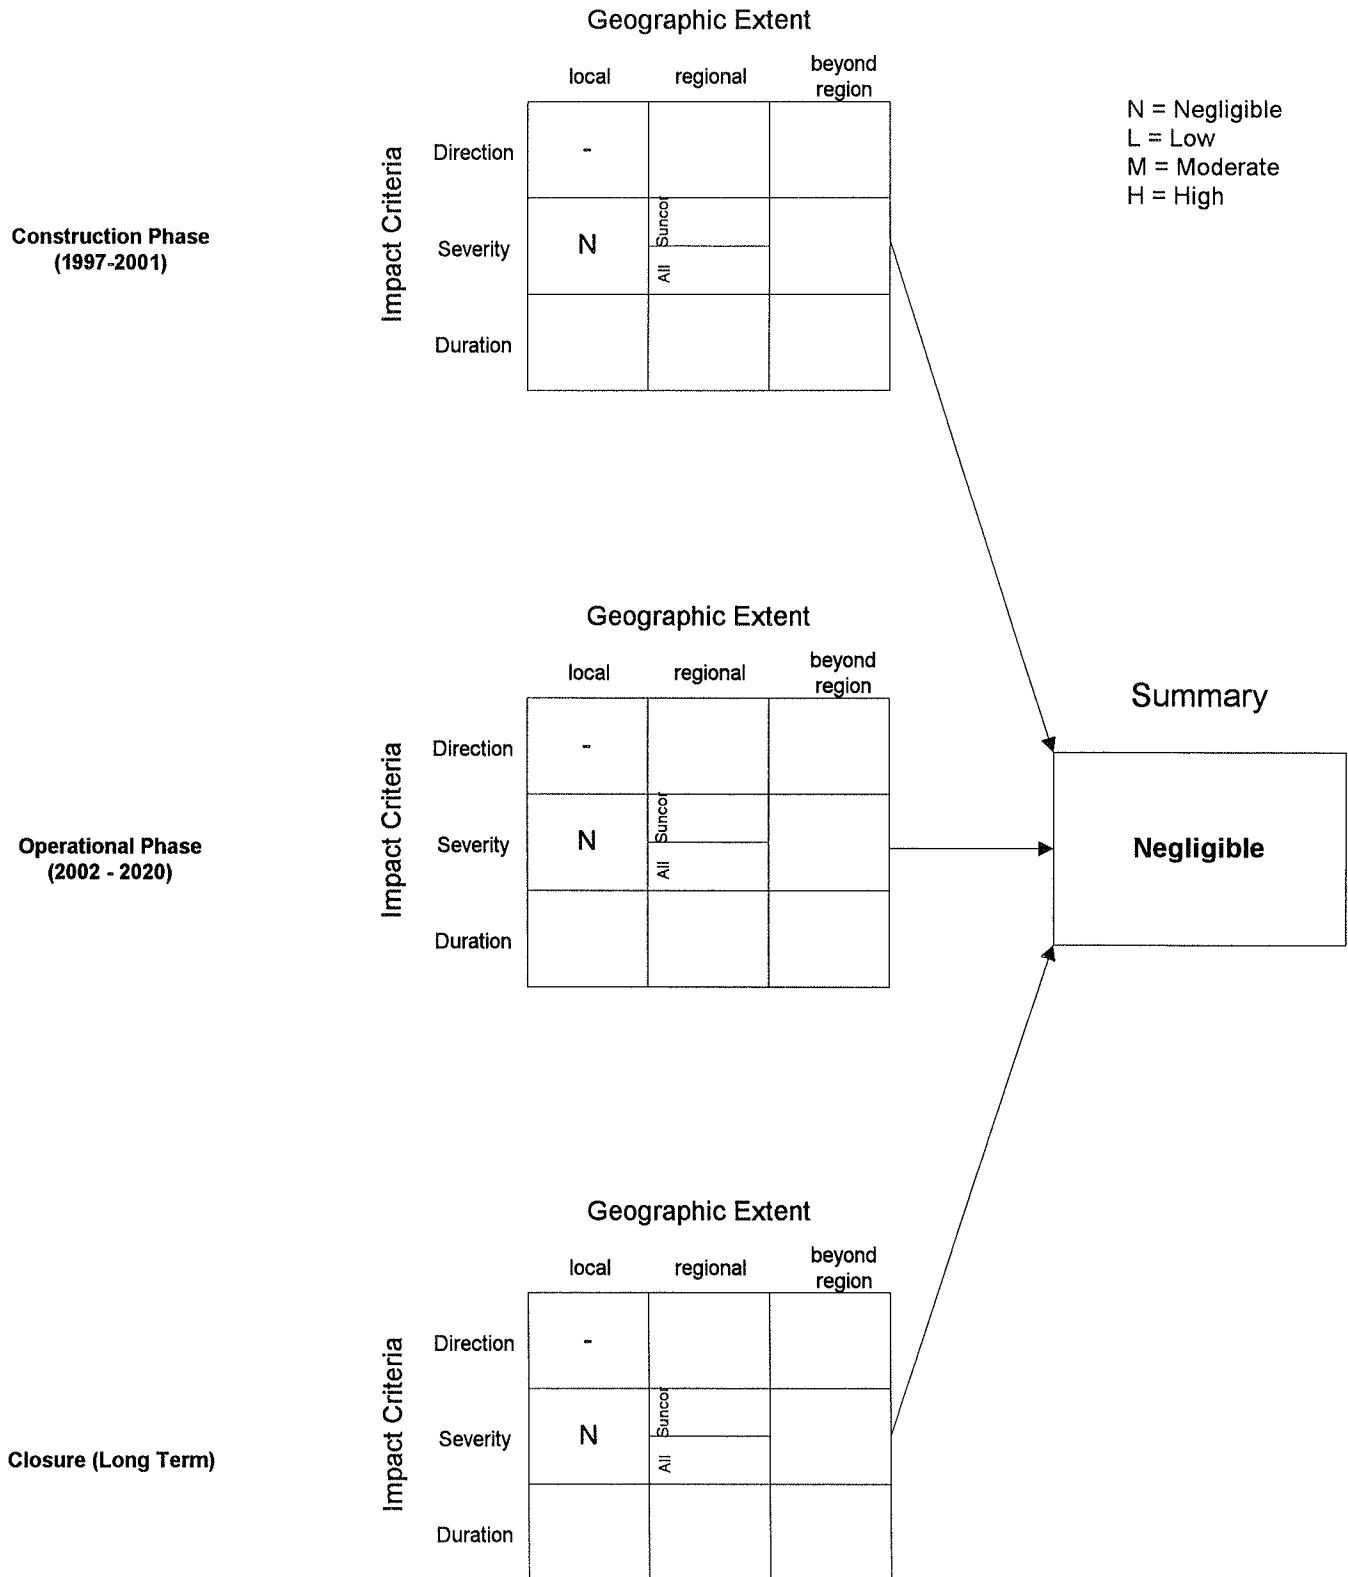 Geographic Extent
local
regional
beyond
region
N = Negligible
L = Low
M = Moderate
H = High
Construction Phase
(1997-2001)
Impact Criteria
Direction
-
Severity
N
Suncor
All
Duration
Geographic Extent
local
regional
beyond
region
Summary
Operational Phase
(2002 - 2020)
Impact Criteria
Direction
-
Severity
N
Suncor
All
Duration
Negligible
Geographic Extent
local
regional
beyond
region
Closure (Long Term)
Impact Criteria
Direction
-
Severity
N
Suncor
All
Duration